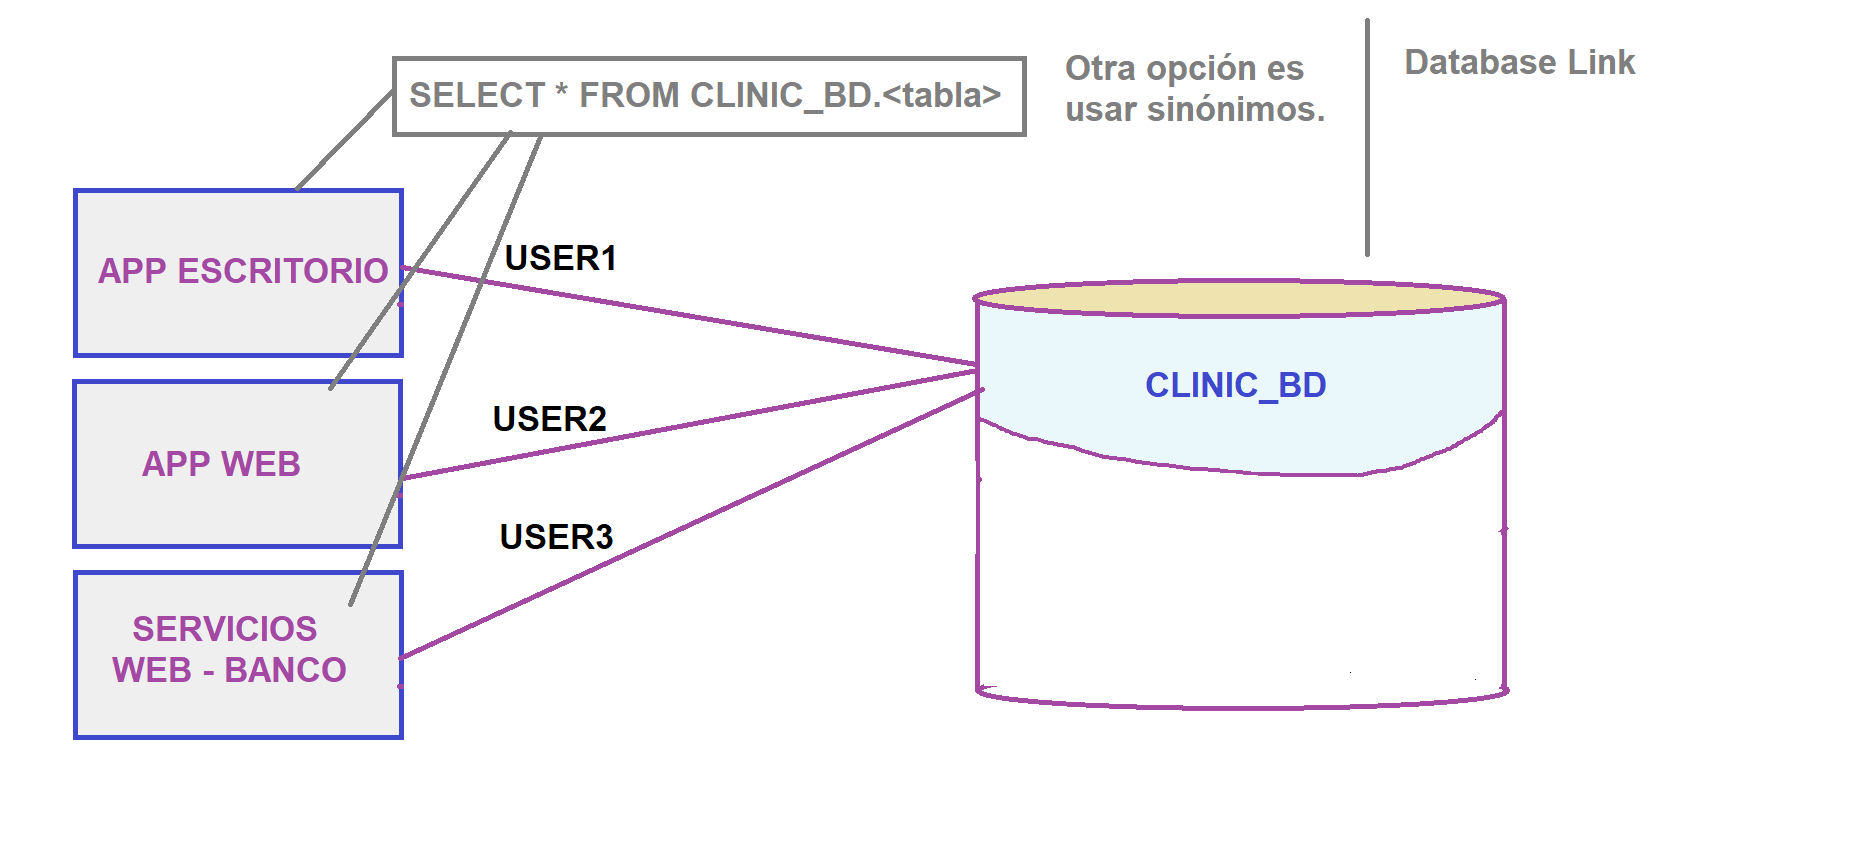 SELECT * FROM CLINIC_BD.<tabla>
Otra opción es
usar sinónimos.
Database Link
APP ESCRITORIO
USER1
CLINIC_BD
APP WEB
USER2
USER3
SERVICIOS
WEB - BANCO